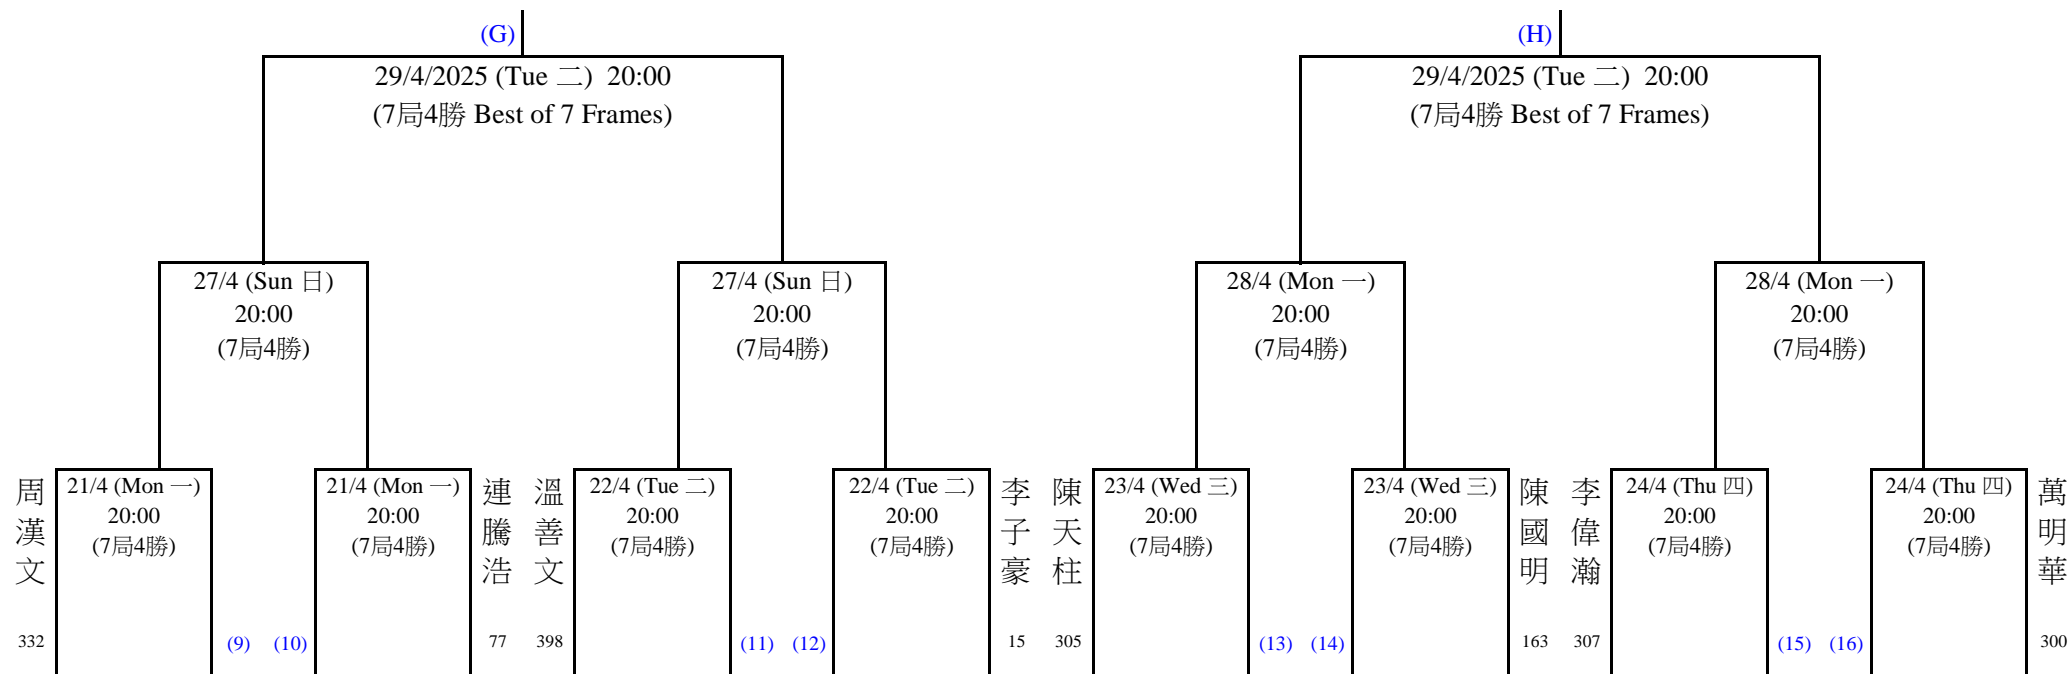 (G)
(H)
29/4/2025 (Tue 二) 20:00
(7局4勝 Best of 7 Frames)
29/4/2025 (Tue 二) 20:00
(7局4勝 Best of 7 Frames)
27/4 (Sun 日)
20:00
(7局4勝)
27/4 (Sun 日)
20:00
(7局4勝)
28/4 (Mon 一)
20:00
(7局4勝)
28/4 (Mon 一)
20:00
(7局4勝)
周漢文
332
21/4 (Mon 一)
20:00
(7局4勝)
(9)
(10)
21/4 (Mon 一)
20:00
(7局4勝)
連騰浩
77
溫善文
398
22/4 (Tue 二)
20:00
(7局4勝)
(11)
(12)
22/4 (Tue 二)
20:00
(7局4勝)
李子豪
15
陳天柱
305
23/4 (Wed 三)
20:00
(7局4勝)
(13)
(14)
23/4 (Wed 三)
20:00
(7局4勝)
陳國明
163
李偉瀚
307
24/4 (Thu 四)
20:00
(7局4勝)
(15)
(16)
24/4 (Thu 四)
20:00
(7局4勝)
萬明華
300